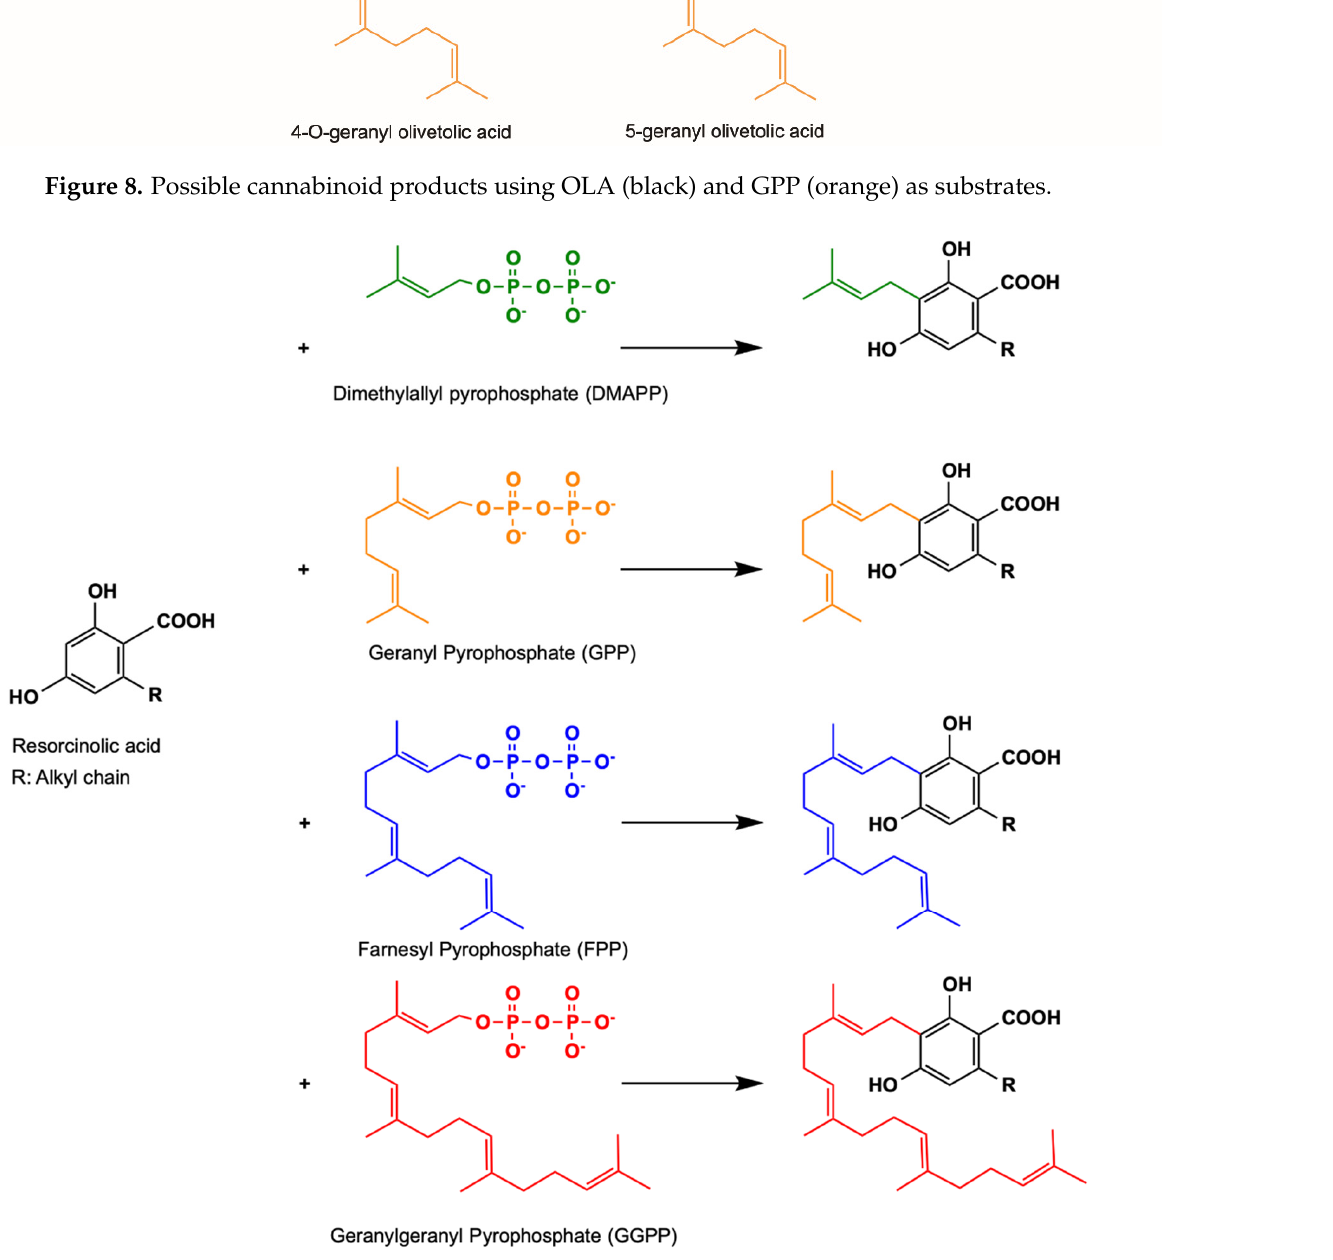 4-O-geranyl olivetolic acid
5-geranyl olivetolic acid
Figure 8. Possible cannabinoid products using OLA (black) and GPP (orange) as substrates.
O O
O-P-O-P-O-
O- O-
+
Dimethylallyl pyrophosphate (DMAPP)
OH
COOH
HO
R
O O
O-P-O-P-O-
O- O-
+
Geranyl Pyrophosphate (GPP)
OH
COOH
HO
R
OH
COOH
HO
R
Resorcinolic acid
R: Alkyl chain
O O
O-P-O-P-O-
O- O-
+
Farnesyl Pyrophosphate (FPP)
OH
COOH
HO
R
O O
O-P-O-P-O-
O- O-
+
Geranylgeranyl Pyrophosphate (GGPP)
OH
COOH
HO
R